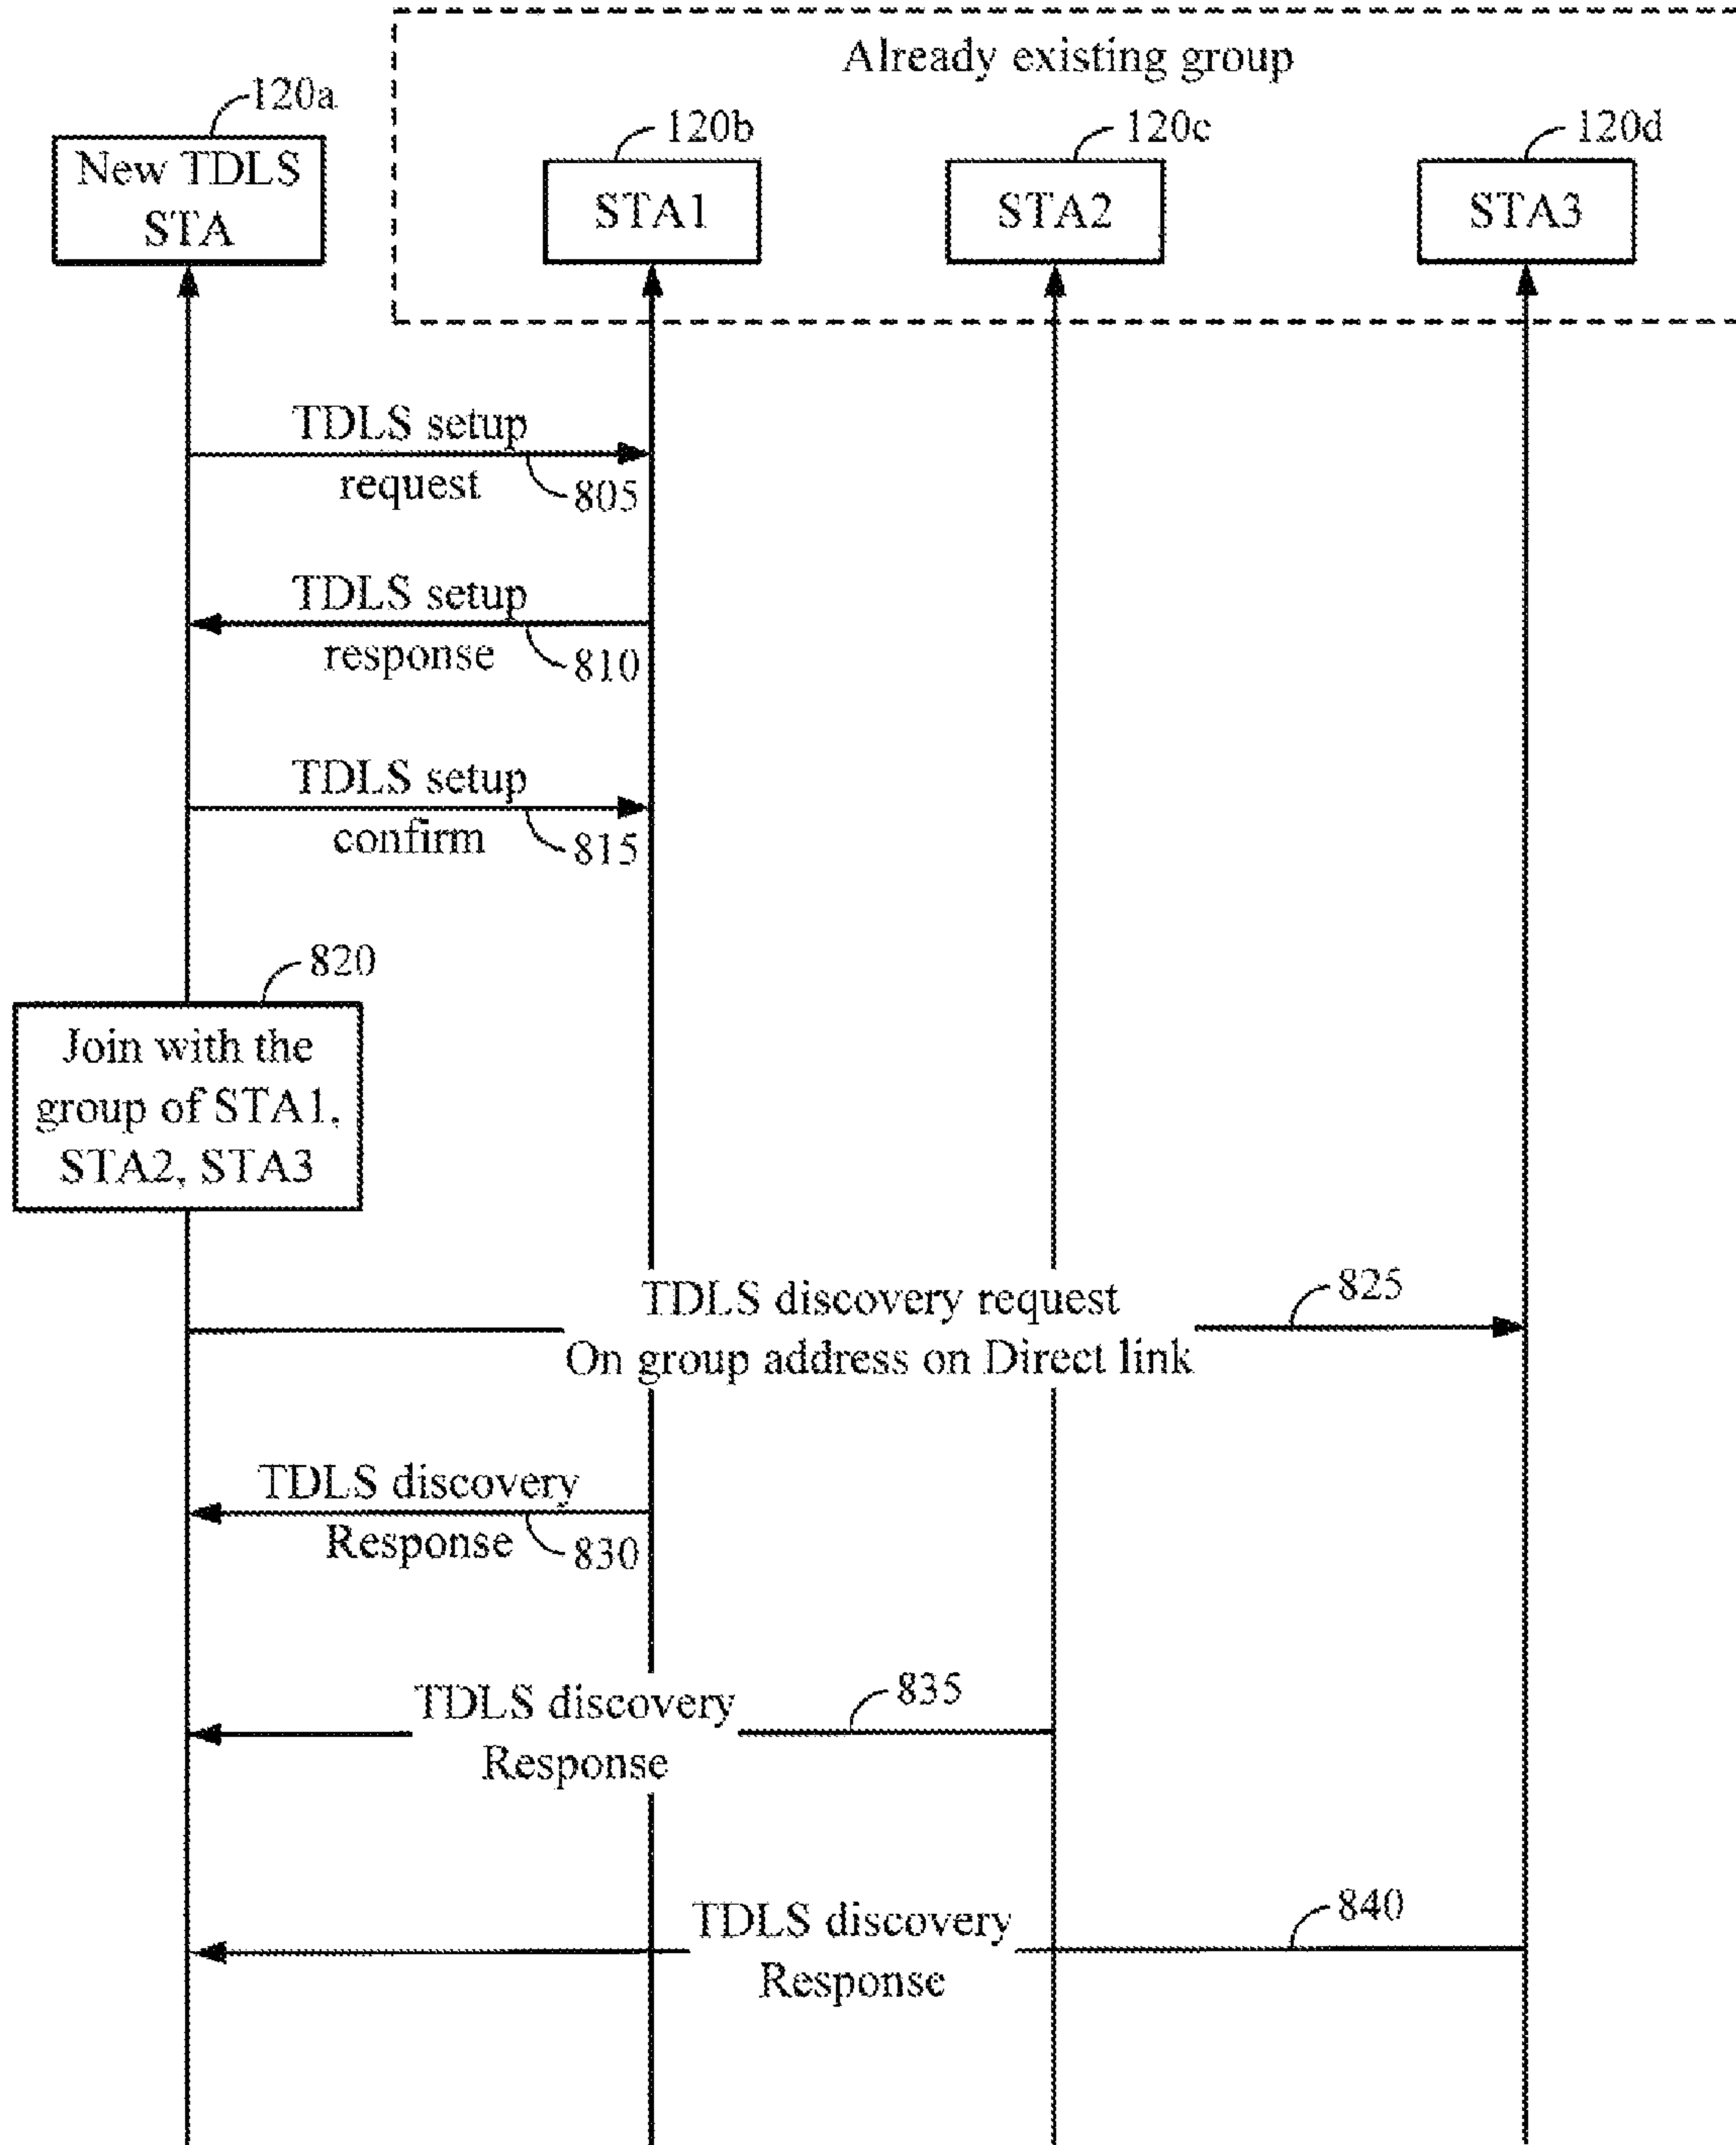 Already existing group
120a
120b
120c
120d
New TDLS
STA
STA1
STA2
STA3
TDLS setup
request
805
TDLS setup
response
810
TDLS setup
confirm
815
820
Join with the
group of STA1,
STA2, STA3
825
TDLS discovery request
On group address on Direct link
TDLS discovery
Response
830
835
TDLS discovery
Response
840
TDLS discovery
Response